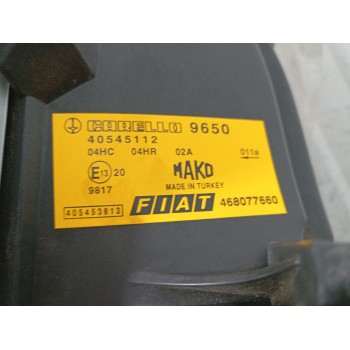 CARELLO 9650
40545112
04HC 04HR 02A 011a
E13 20 MAKO
MADE IN TURKEY
9817
405453812 FIAT 468077660